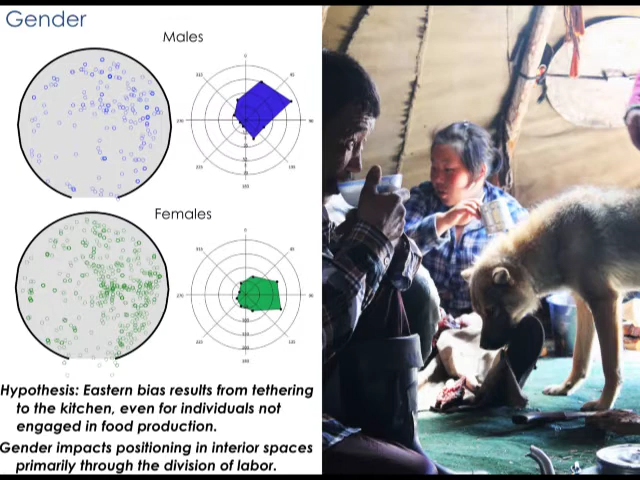 Gender
Males
Females
Hypothesis: Eastern bias results from tethering
to the kitchen, even for individuals not
engaged in food production.
Gender impacts positioning in interior spaces
primarily through the division of labor.